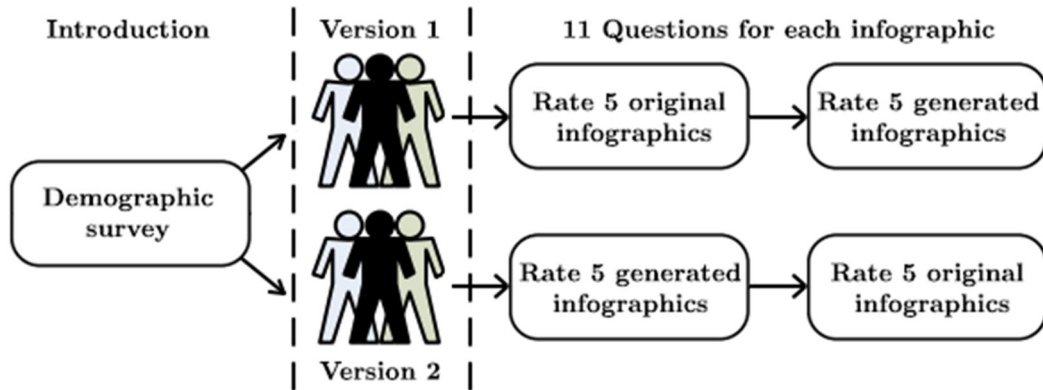 Introduction
Version 1
11 Questions for each infographic
Demographic
survey
Rate 5 original
infographics
Rate 5 generated
infographics
Rate 5 generated
infographics
Rate 5 original
infographics
Version 2